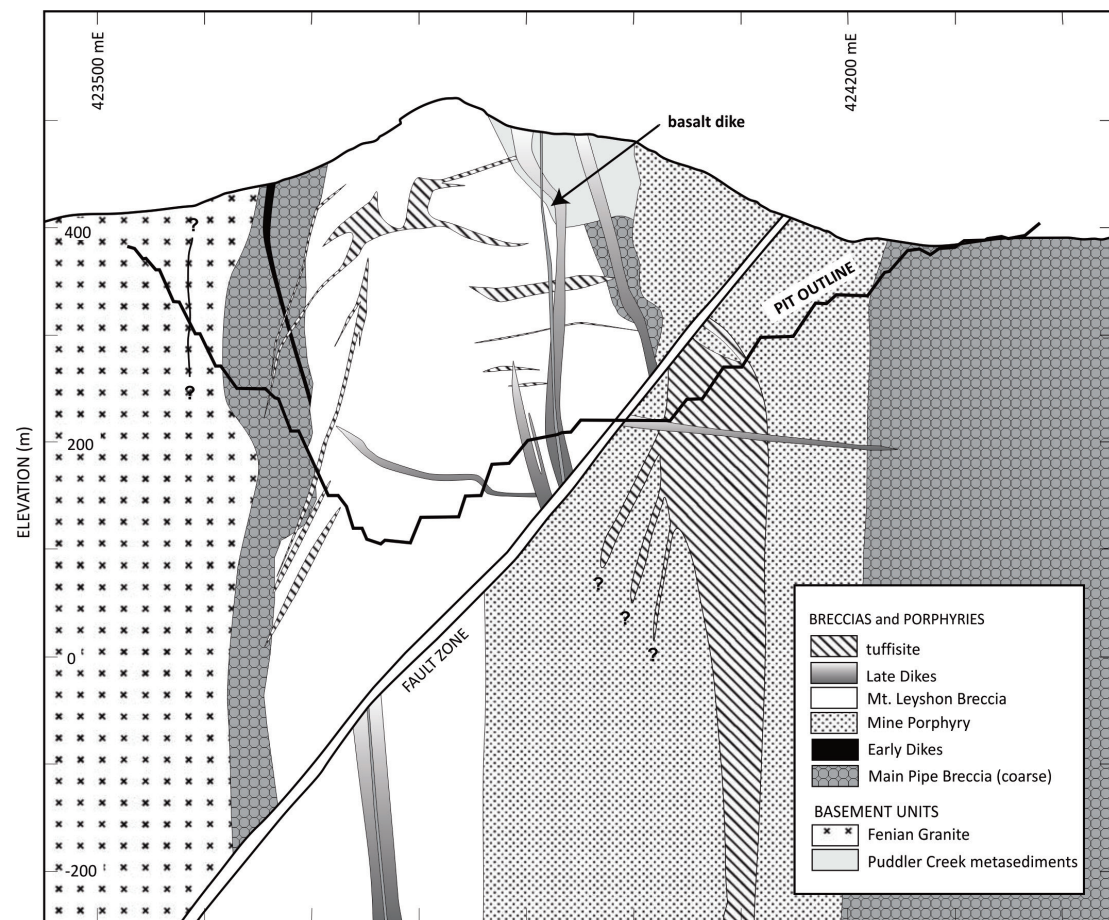 423500 mE
424200 mE
basalt dike
?
400
PIT OUTLINE
?
200
ELEVATION (m)
?
?
?
0
FAULT ZONE
-200
BRECCIAS and PORPHYRIES
tuffisite
Late Dikes
Mt. Leyshon Breccia
Mine Porphyry
Early Dikes
Main Pipe Breccia (coarse)
BASEMENT UNITS
Fenian Granite
Puddler Creek metasediments